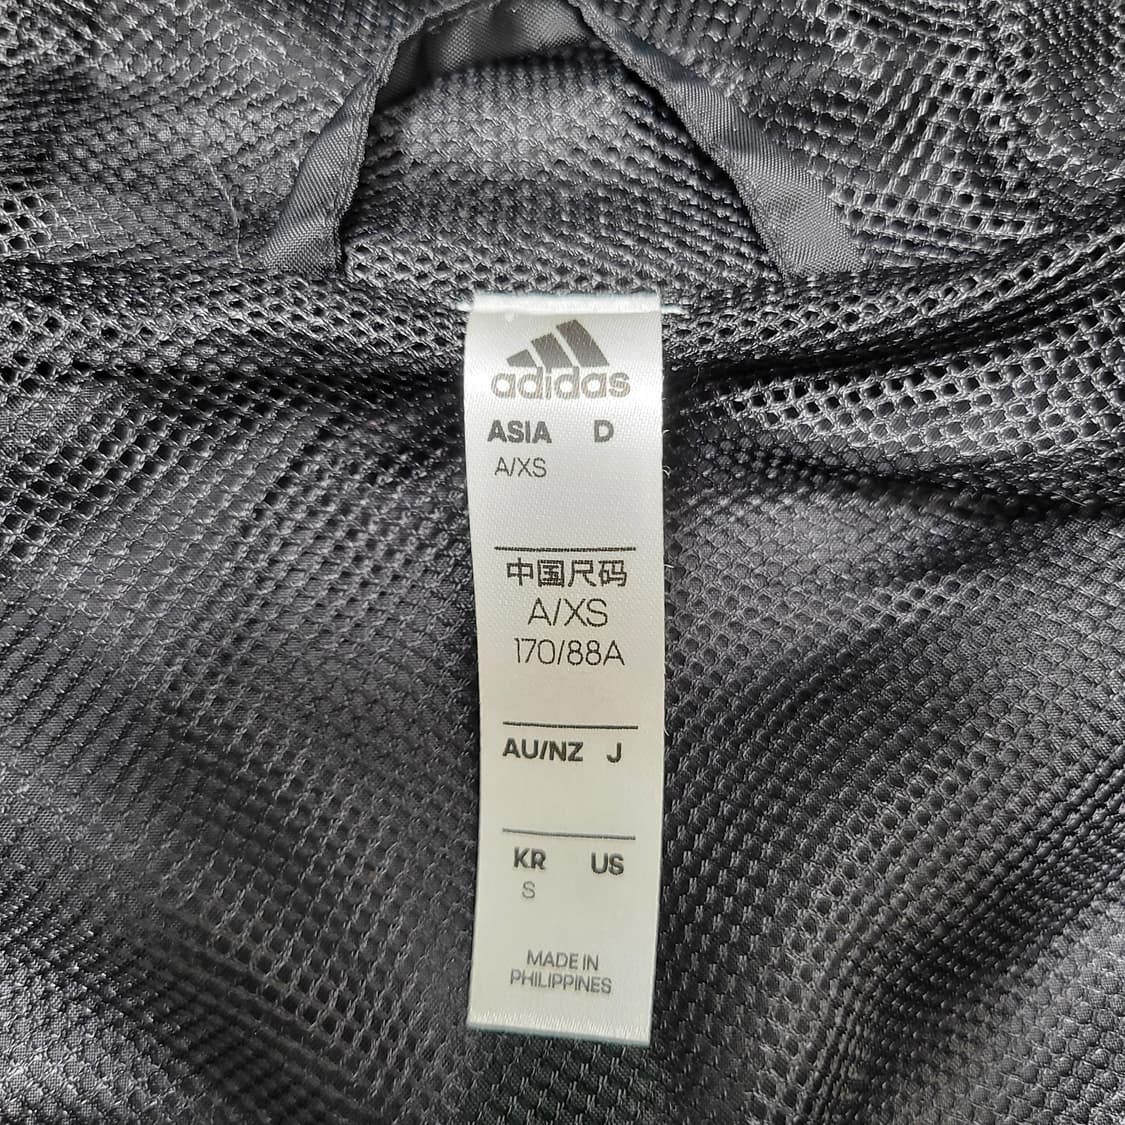 adidas
ASIA D
A/XS
中国尺码
A/XS
170/88A
AU/NZ J
KR US
S
MADE IN
PHILIPPINES